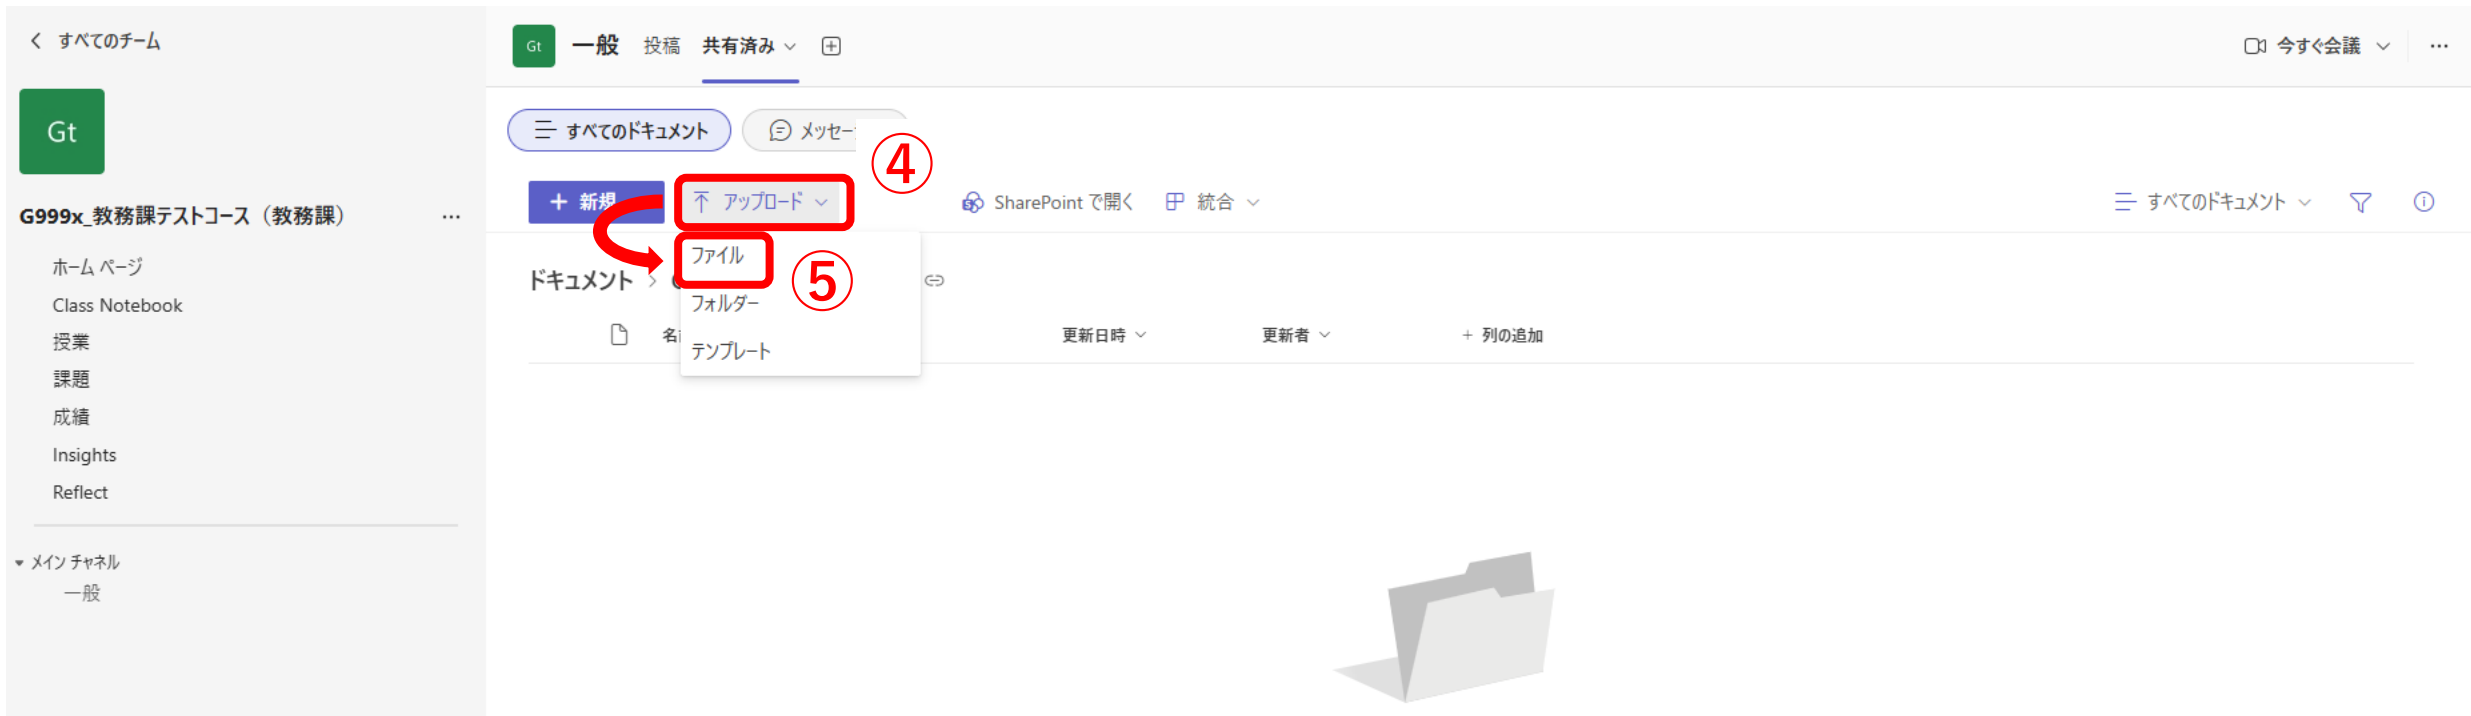 すべてのチーム
Gt
G999x_教務課テストコース（教務課）
ホーム ページ
Class Notebook
授業
課題
成績
Insights
Reflect
メイン チャネル
一般
Gt 一般 投稿 共有済み
今すぐ会議
すべてのドキュメント
メッセー
④
+ 新規
アップロード
SharePoint で開く
統合
すべてのドキュメント
ファイル
⑤
フォルダー
テンプレート
ドキュメント >
更新日時
更新者
+ 列の追加